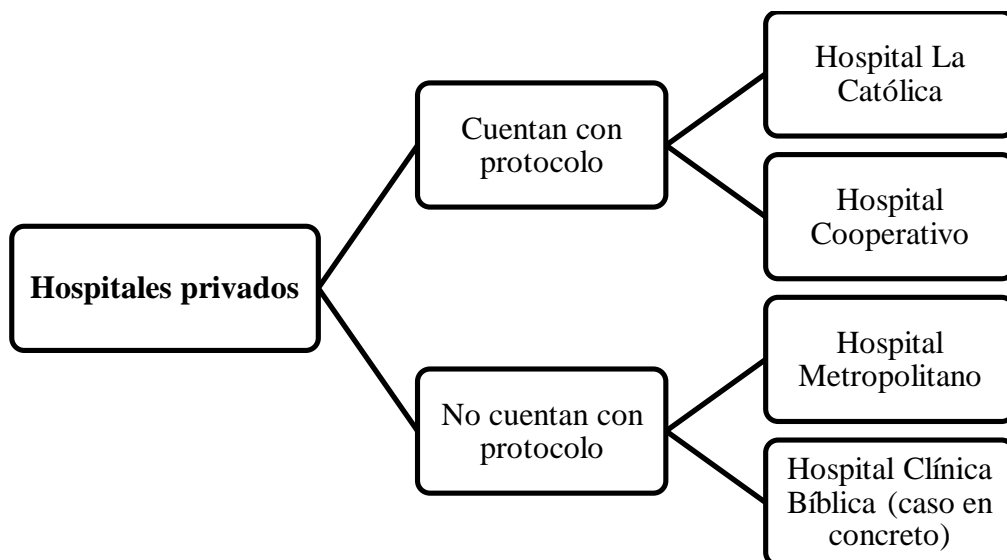 Hospitales privados
Cuentan con
protocolo
Hospital La
Católica
Hospital
Cooperativo
No cuentan con
protocolo
Hospital
Metropolitano
Hospital Clínica
Bíblica (caso en
concreto)